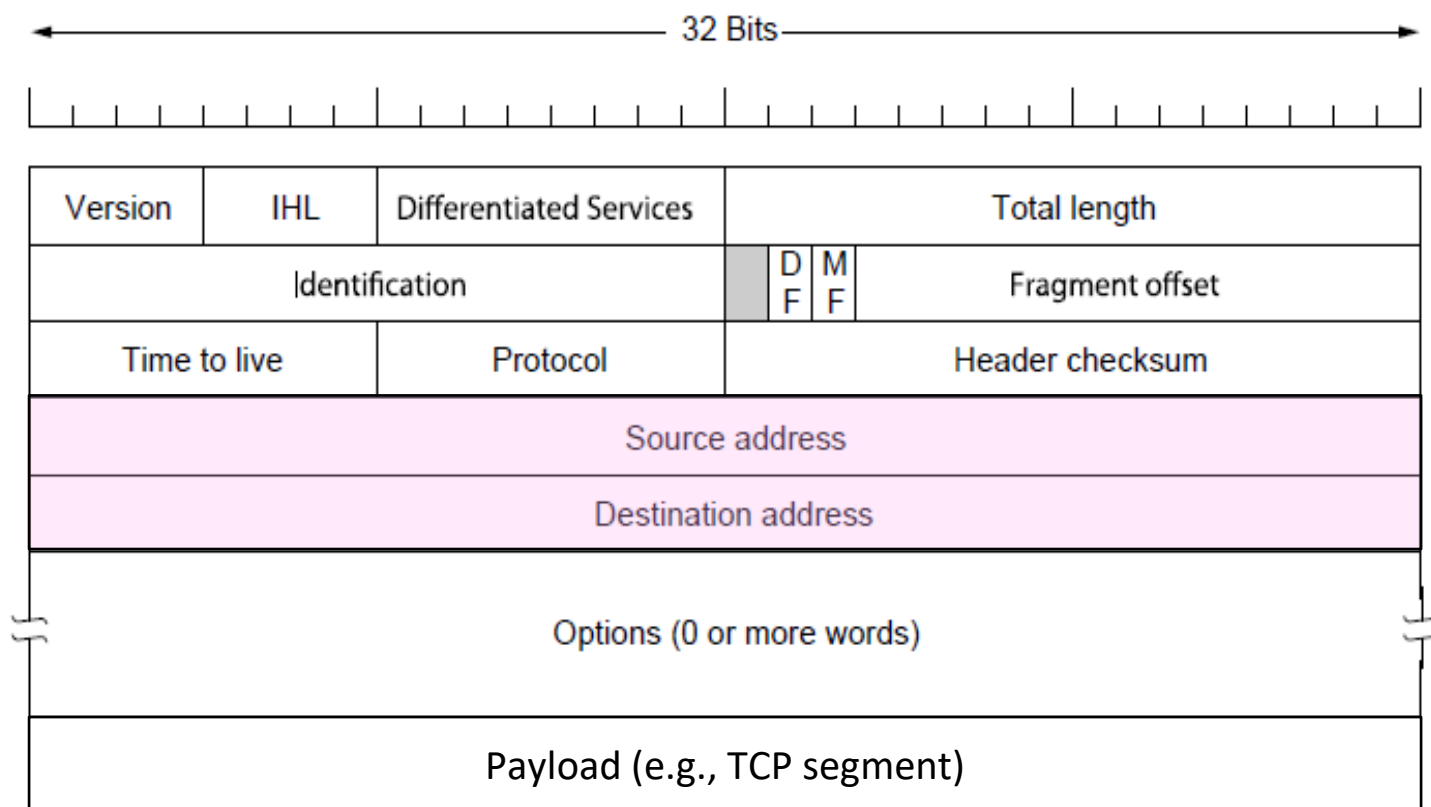 32 Bits
Version IHL Differentiated Services Total length
Identification D F M F Fragment offset
Time to live Protocol Header checksum
Source address
Destination address
Options (0 or more words)
Payload (e.g., TCP segment)